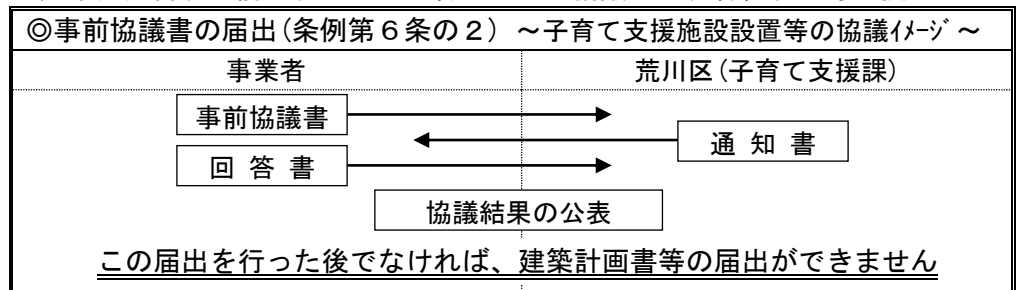 ◎事前協議書の届出(条例第6条の2) ~子育て支援施設設置等の協議イメージ~
事業者
荒川区(子育て支援課)
事前協議書
通 知 書
回 答 書
協議結果の公表
この届出を行った後でなければ、建築計画書等の届出ができません